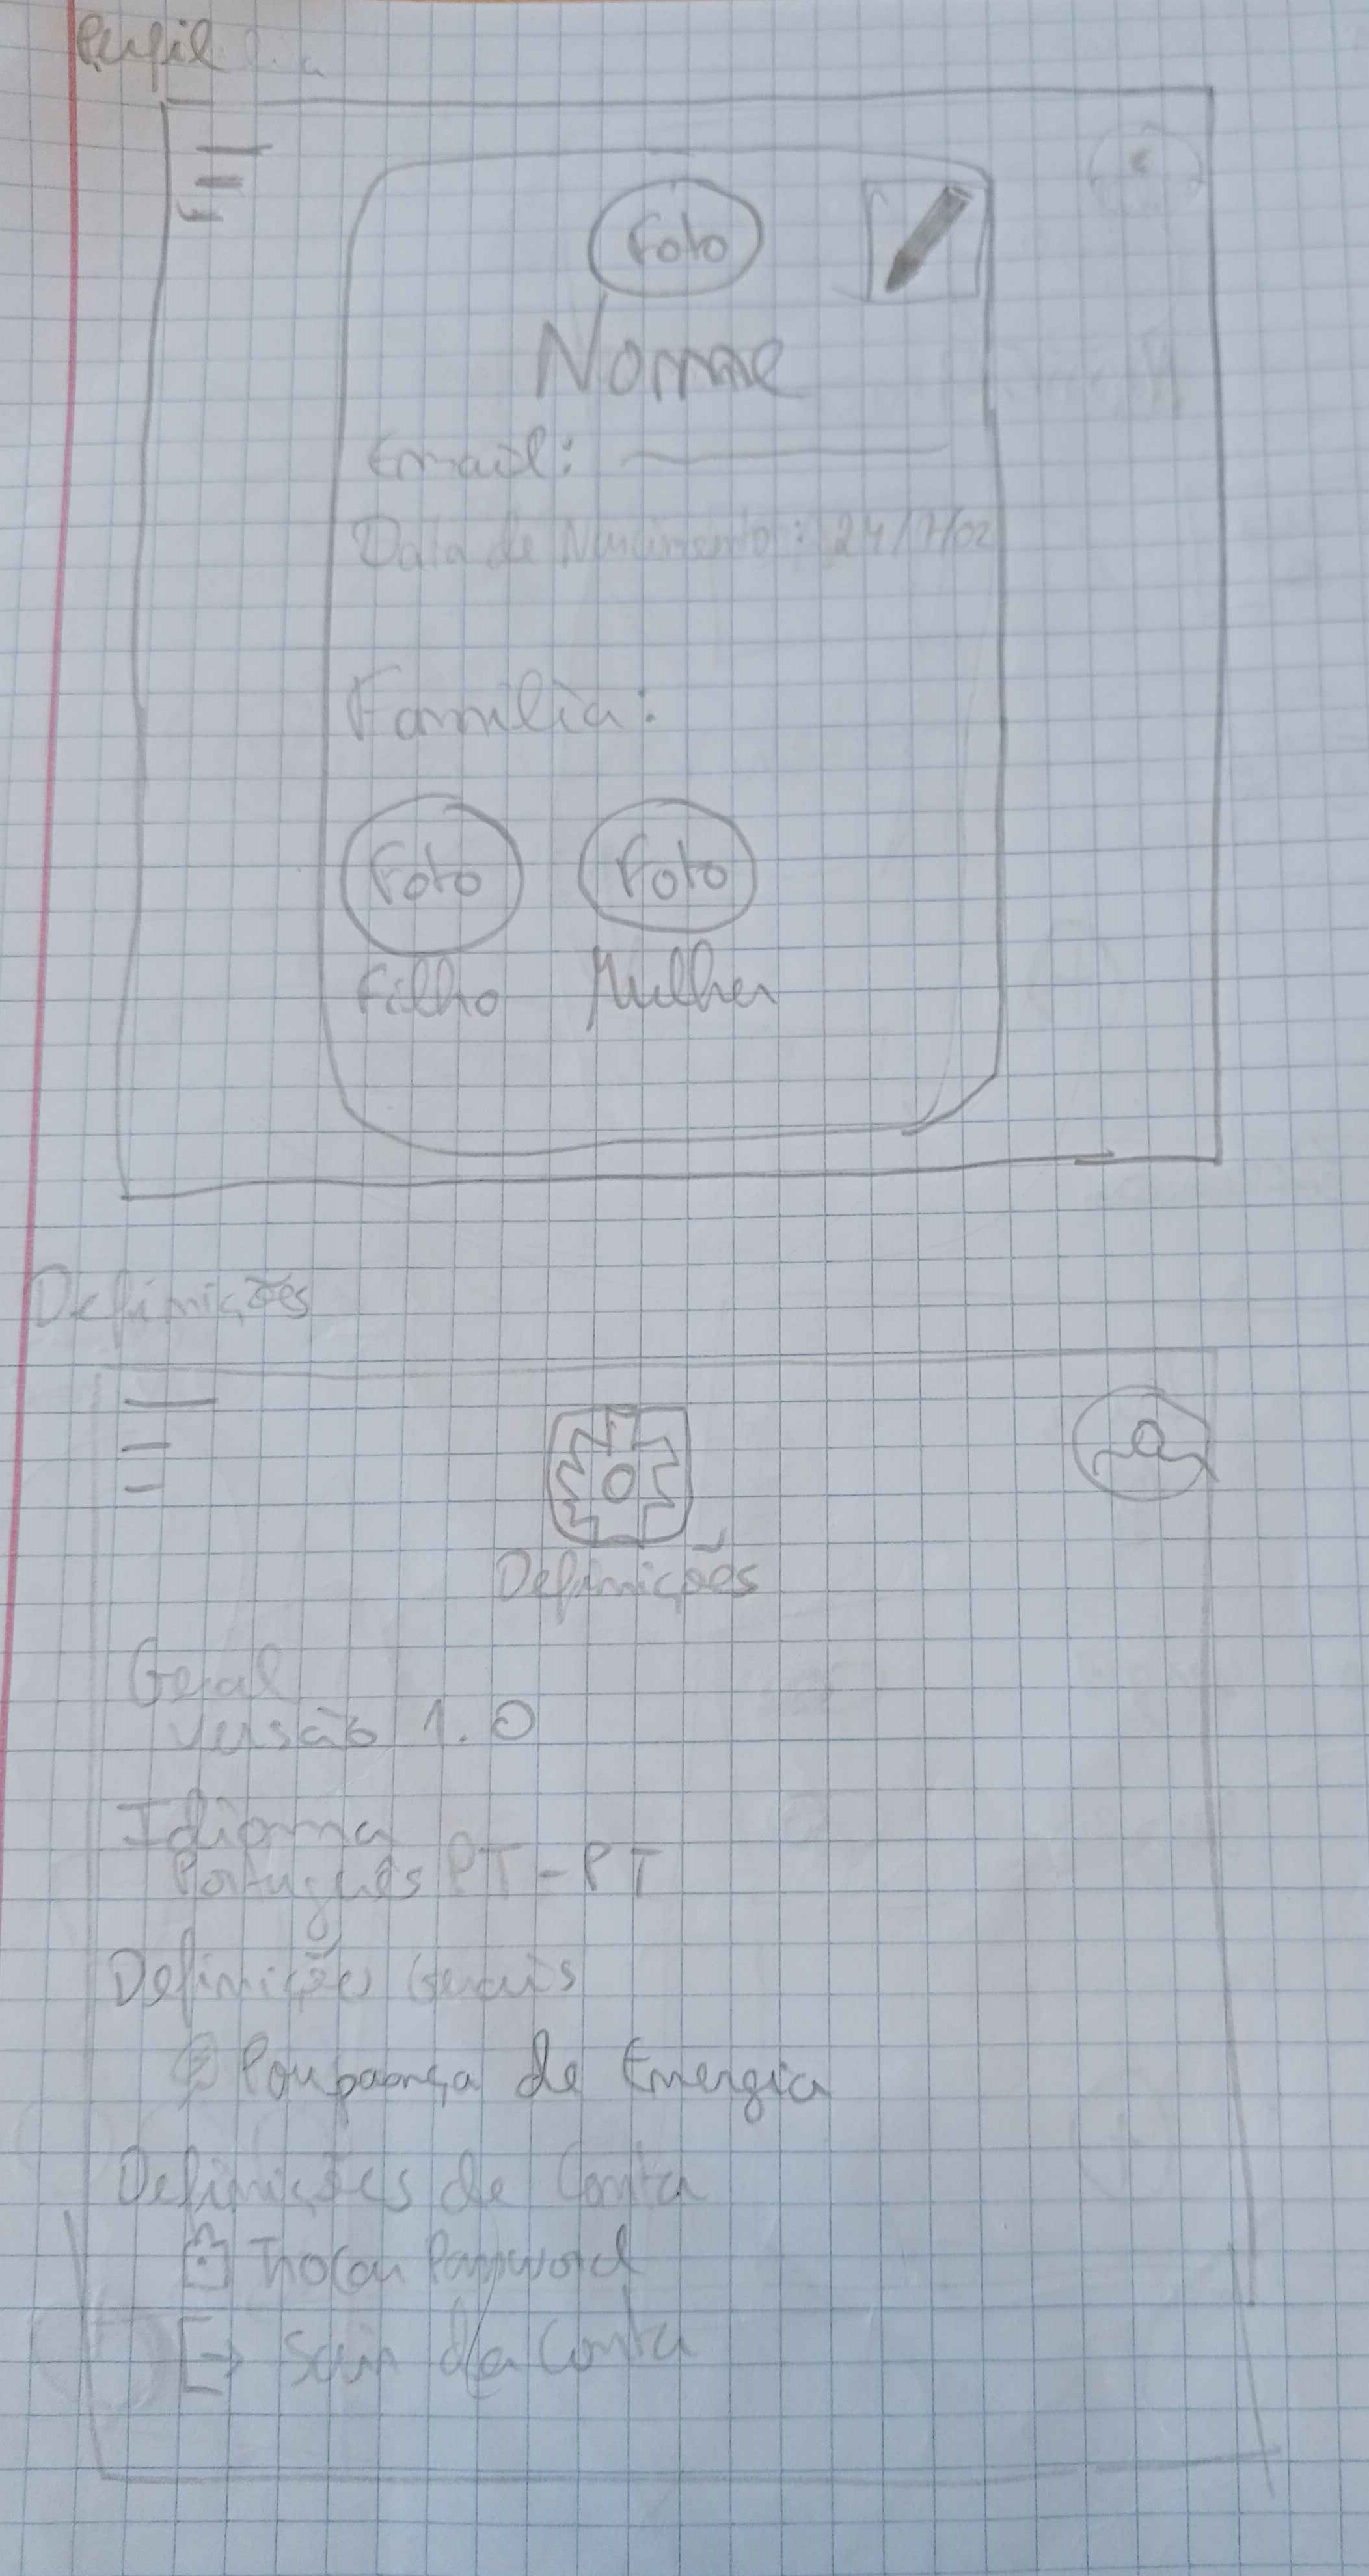 Perfil
Foto
Nome
Email:
Data de Nascimento: 24/7/02
Familia:
Foto Foto
Filho Mulher
Definições
Definições
Geral
Versão 1.0
Idioma
Português PT-PT
Definições Gerais
Poupança de Energia
Definições de Conta
Trocar Password
Sair da Conta